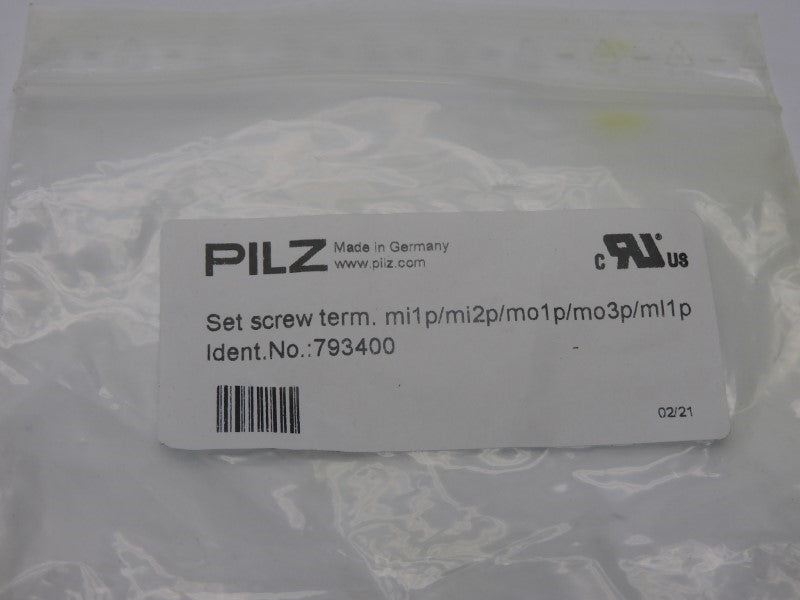 PILZ
Made in Germany
www.pilz.com
c RU ® US
Set screw term. mi1p/mi2p/mo1p/mo3p/ml1p
Ident.No.:793400
02/21